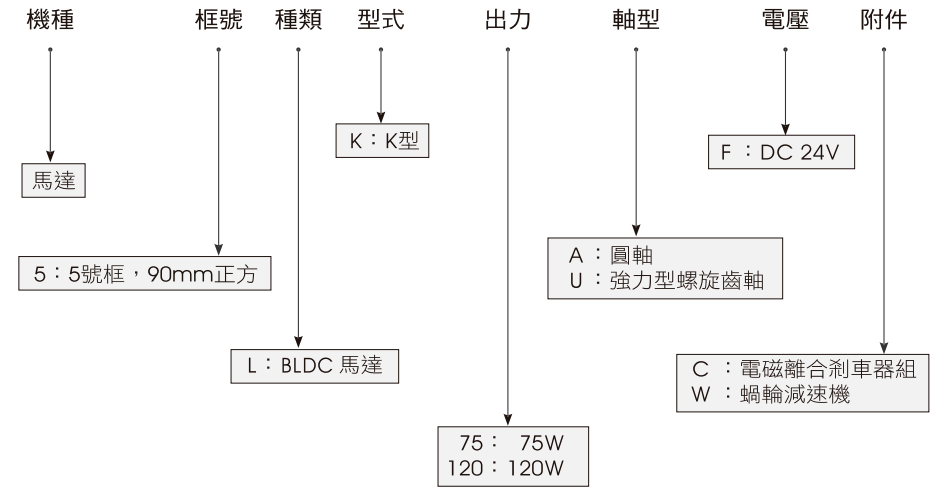 機種 框號 種類 型式 出力 軸型 電壓 附件
K：K型
F：DC 24V
馬達
A：圓軸
U：強力型螺旋齒軸
5：5號框，90mm正方
L：BLDC 馬達
C：電磁離合剎車器組
W：蝸輪減速機
75： 75W
120：120W